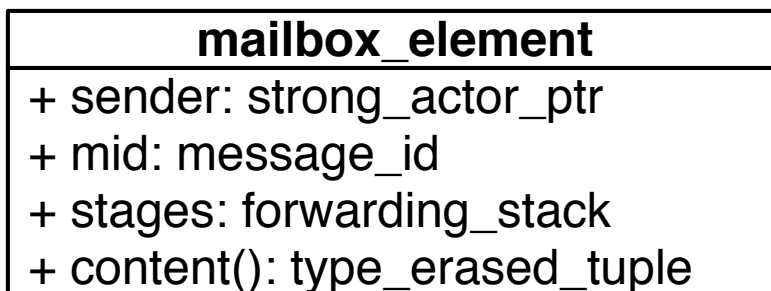 mailbox_element
+ sender: strong_actor_ptr
+ mid: message_id
+ stages: forwarding_stack
+ content(): type_erased_tuple